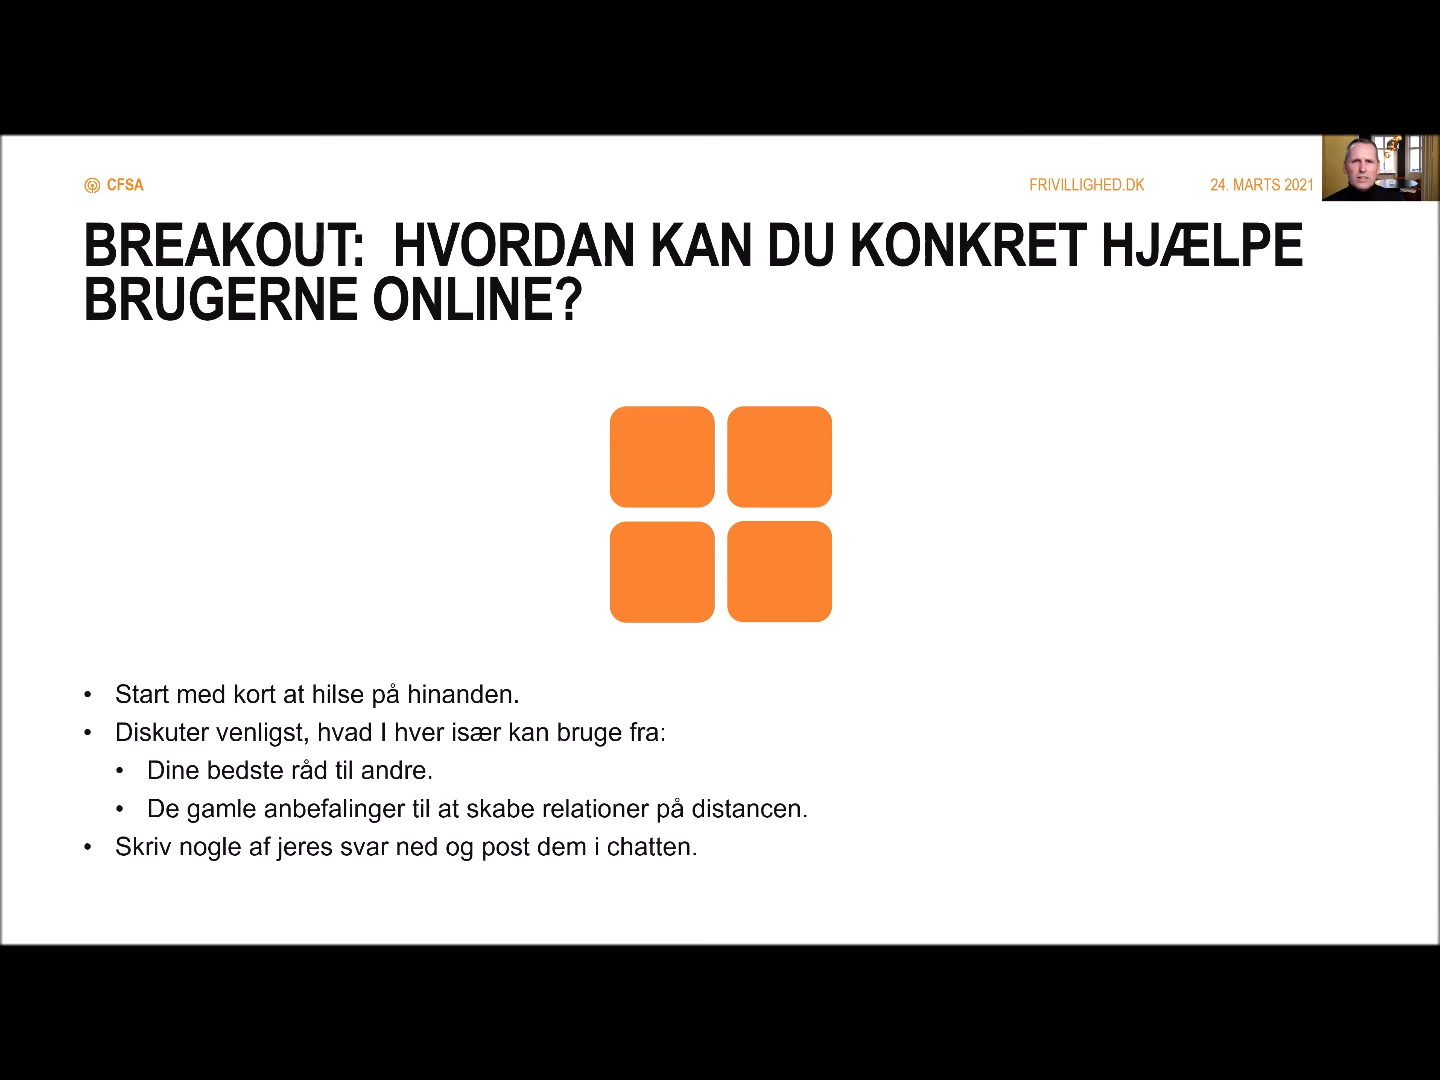 CFSA
FRIVILLIGHED.DK
24. MARTS 2021
BREAKOUT: HVORDAN KAN DU KONKRET HJÆLPE
BRUGERNE ONLINE?
• Start med kort at hilse på hinanden.
• Diskuter venligst, hvad I hver især kan bruge fra:
• Dine bedste råd til andre.
• De gamle anbefalinger til at skabe relationer på distancen.
• Skriv nogle af jeres svar ned og post dem i chatten.